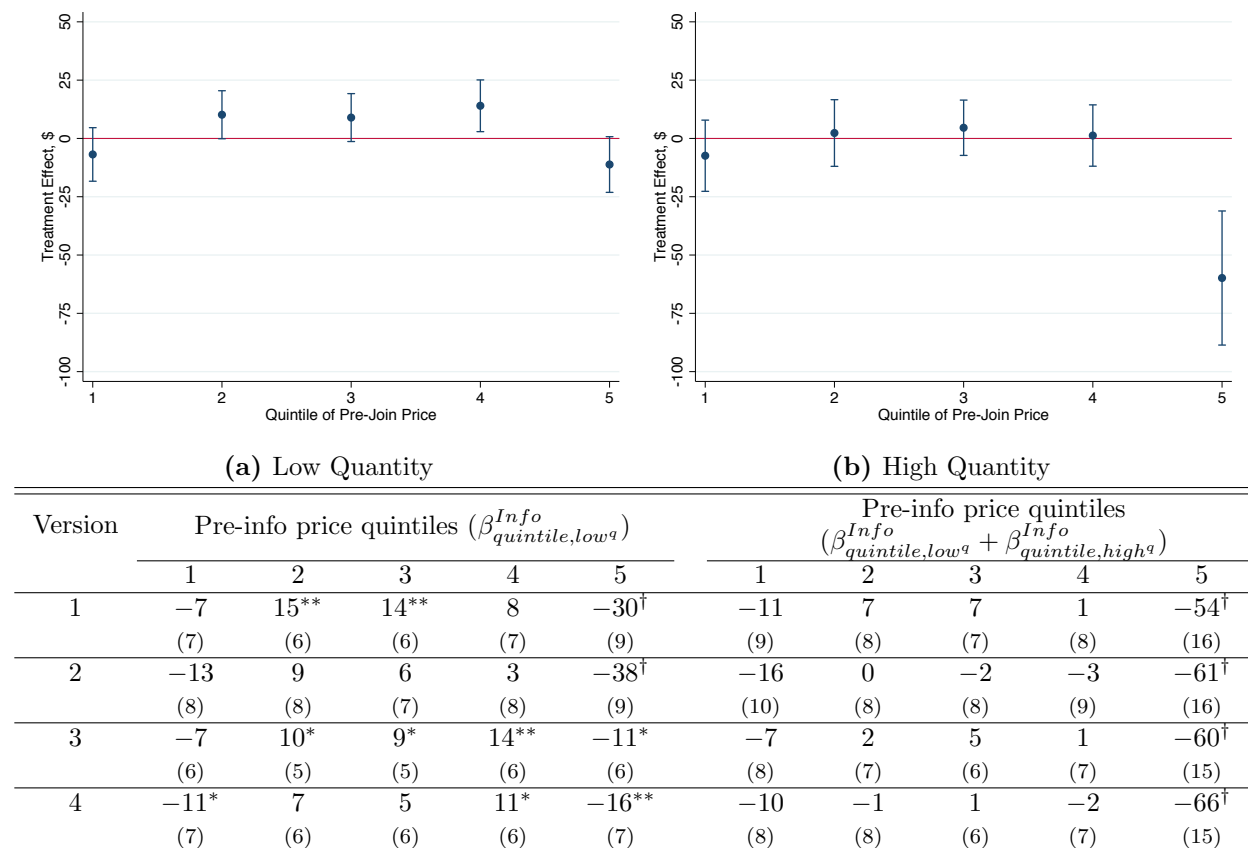 50
25
0
-25
-50
-75
-100
Treatment Effect, $
1 2 3 4 5
Quintile of Pre-Join Price
(a) Low Quantity
50
25
0
-25
-50
-75
-100
Treatment Effect, $
1 2 3 4 5
Quintile of Pre-Join Price
(b) High Quantity
Version Pre-info price quintiles (β^{Info}_{quintile,low^q}) Pre-info price quintiles
(β^{Info}_{quintile,low^q} + β^{Info}_{quintile,high^q})
1 2 3 4 5 1 2 3 4 5
1 −7 15** 14** 8 −30† −11 7 7 1 −54†
(7) (6) (6) (7) (9) (9) (8) (7) (8) (16)
2 −13 9 6 3 −38† −16 0 −2 −3 −61†
(8) (8) (7) (8) (9) (10) (8) (8) (9) (16)
3 −7 10* 9* 14** −11* −7 2 5 1 −60†
(6) (5) (5) (6) (6) (8) (7) (6) (7) (15)
4 −11* 7 5 11* −16** −10 −1 1 −2 −66†
(7) (6) (6) (6) (7) (8) (8) (6) (7) (15)